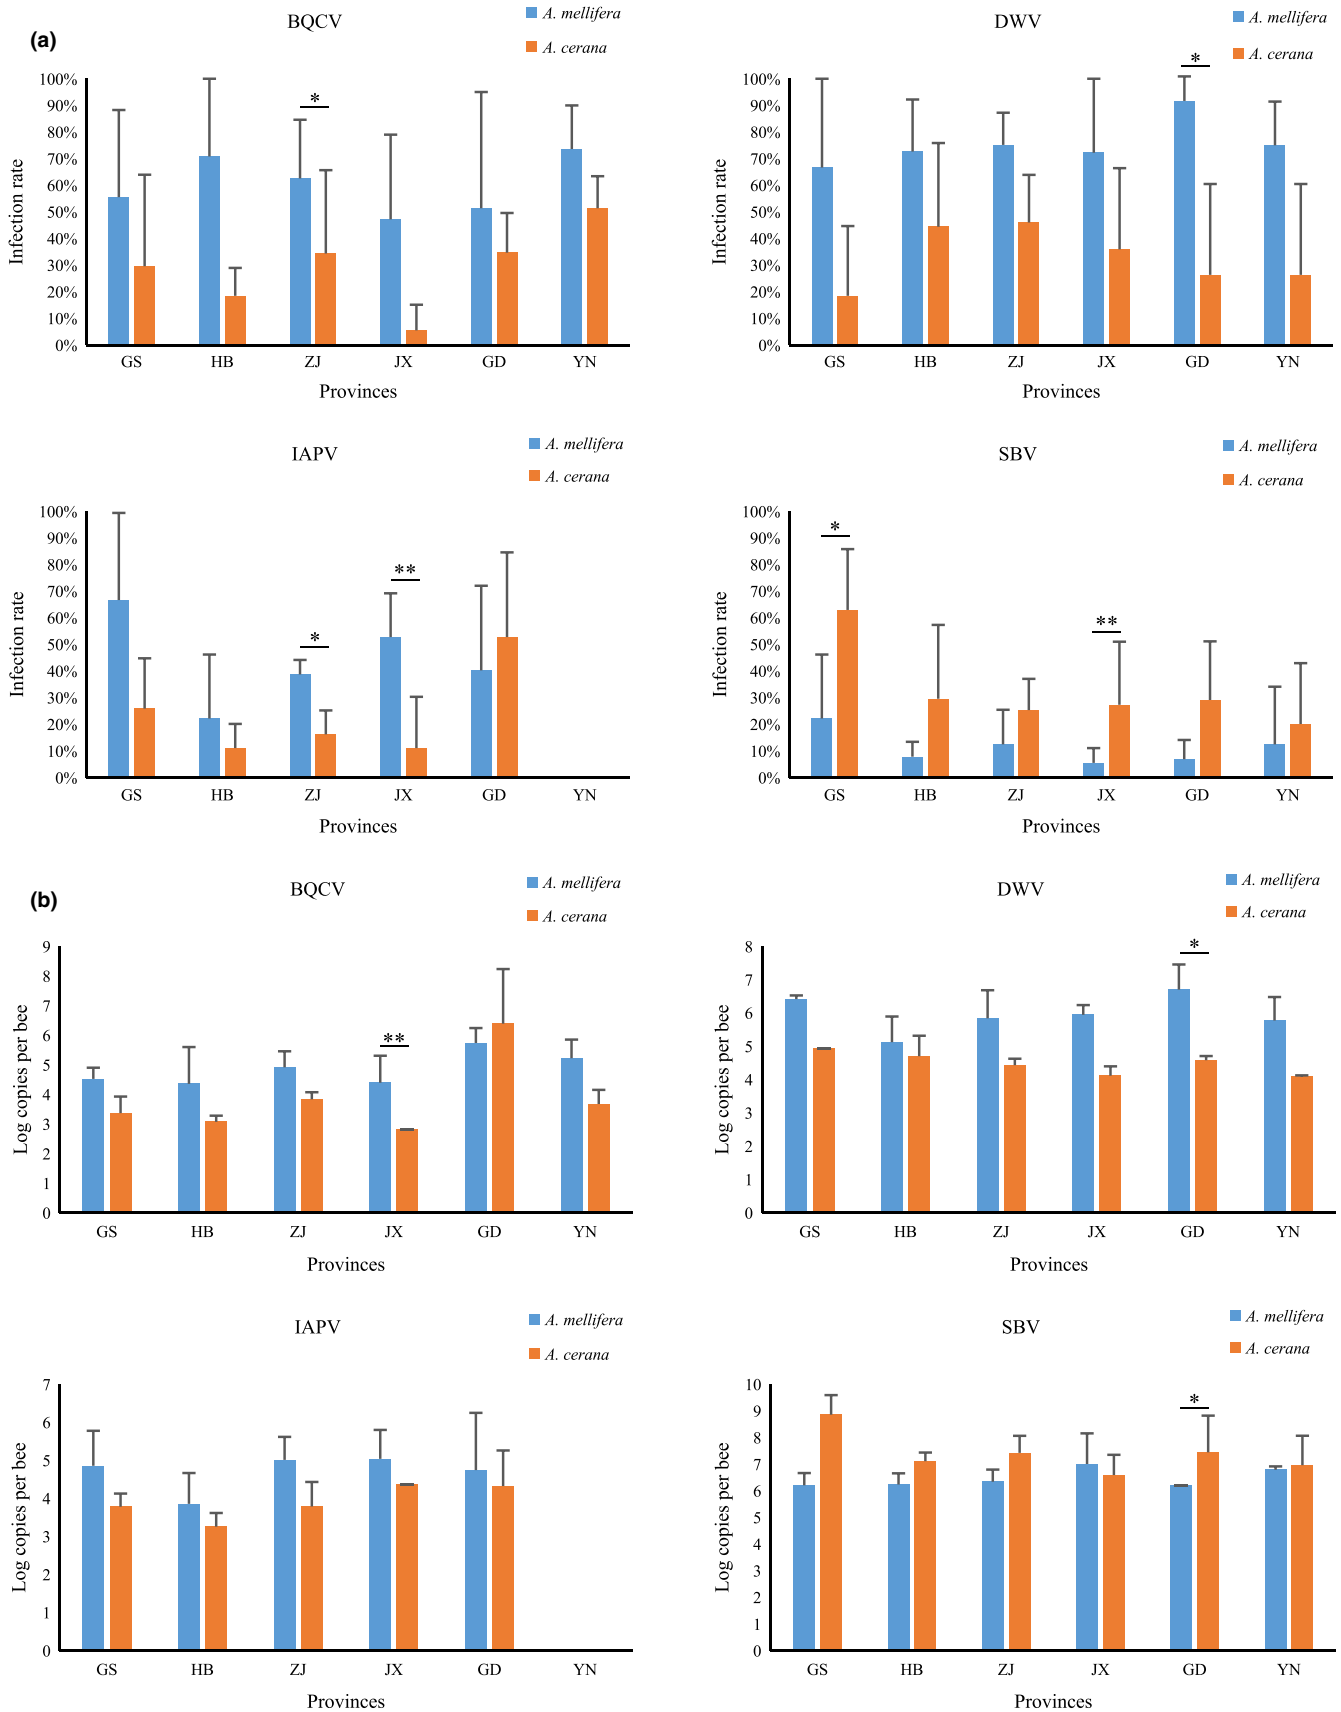 (a)
BQCV
A. mellifera
A. cerana
*
Infection rate
100%
90%
80%
70%
60%
50%
40%
30%
20%
10%
0%
GS HB ZJ JX GD YN
Provinces
DWV
A. mellifera
A. cerana
*
Infection rate
100%
90%
80%
70%
60%
50%
40%
30%
20%
10%
0%
GS HB ZJ JX GD YN
Provinces
IAPV
A. mellifera
A. cerana
* **
Infection rate
100%
90%
80%
70%
60%
50%
40%
30%
20%
10%
0%
GS HB ZJ JX GD YN
Provinces
SBV
A. mellifera
A. cerana
* **
Infection rate
100%
90%
80%
70%
60%
50%
40%
30%
20%
10%
0%
GS HB ZJ JX GD YN
Provinces
(b)
BQCV
A. mellifera
A. cerana
**
Log copies per bee
9
8
7
6
5
4
3
2
1
0
GS HB ZJ JX GD YN
Provinces
DWV
A. mellifera
A. cerana
*
Log copies per bee
8
7
6
5
4
3
2
1
0
GS HB ZJ JX GD YN
Provinces
IAPV
A. mellifera
A. cerana
Log copies per bee
7
6
5
4
3
2
1
0
GS HB ZJ JX GD YN
Provinces
SBV
A. mellifera
A. cerana
*
Log copies per bee
10
9
8
7
6
5
4
3
2
1
0
GS HB ZJ JX GD YN
Provinces